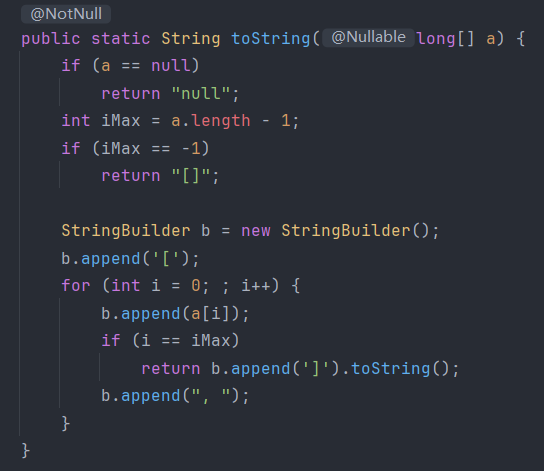 @NotNull
public static String toString( @Nullable long[] a) {
    if (a == null)
        return "null";
    int iMax = a.length - 1;
    if (iMax == -1)
        return "[]";

    StringBuilder b = new StringBuilder();
    b.append('[');
    for (int i = 0; ; i++) {
        b.append(a[i]);
        if (i == iMax)
            return b.append(']').toString();
        b.append(", ");
    }
}